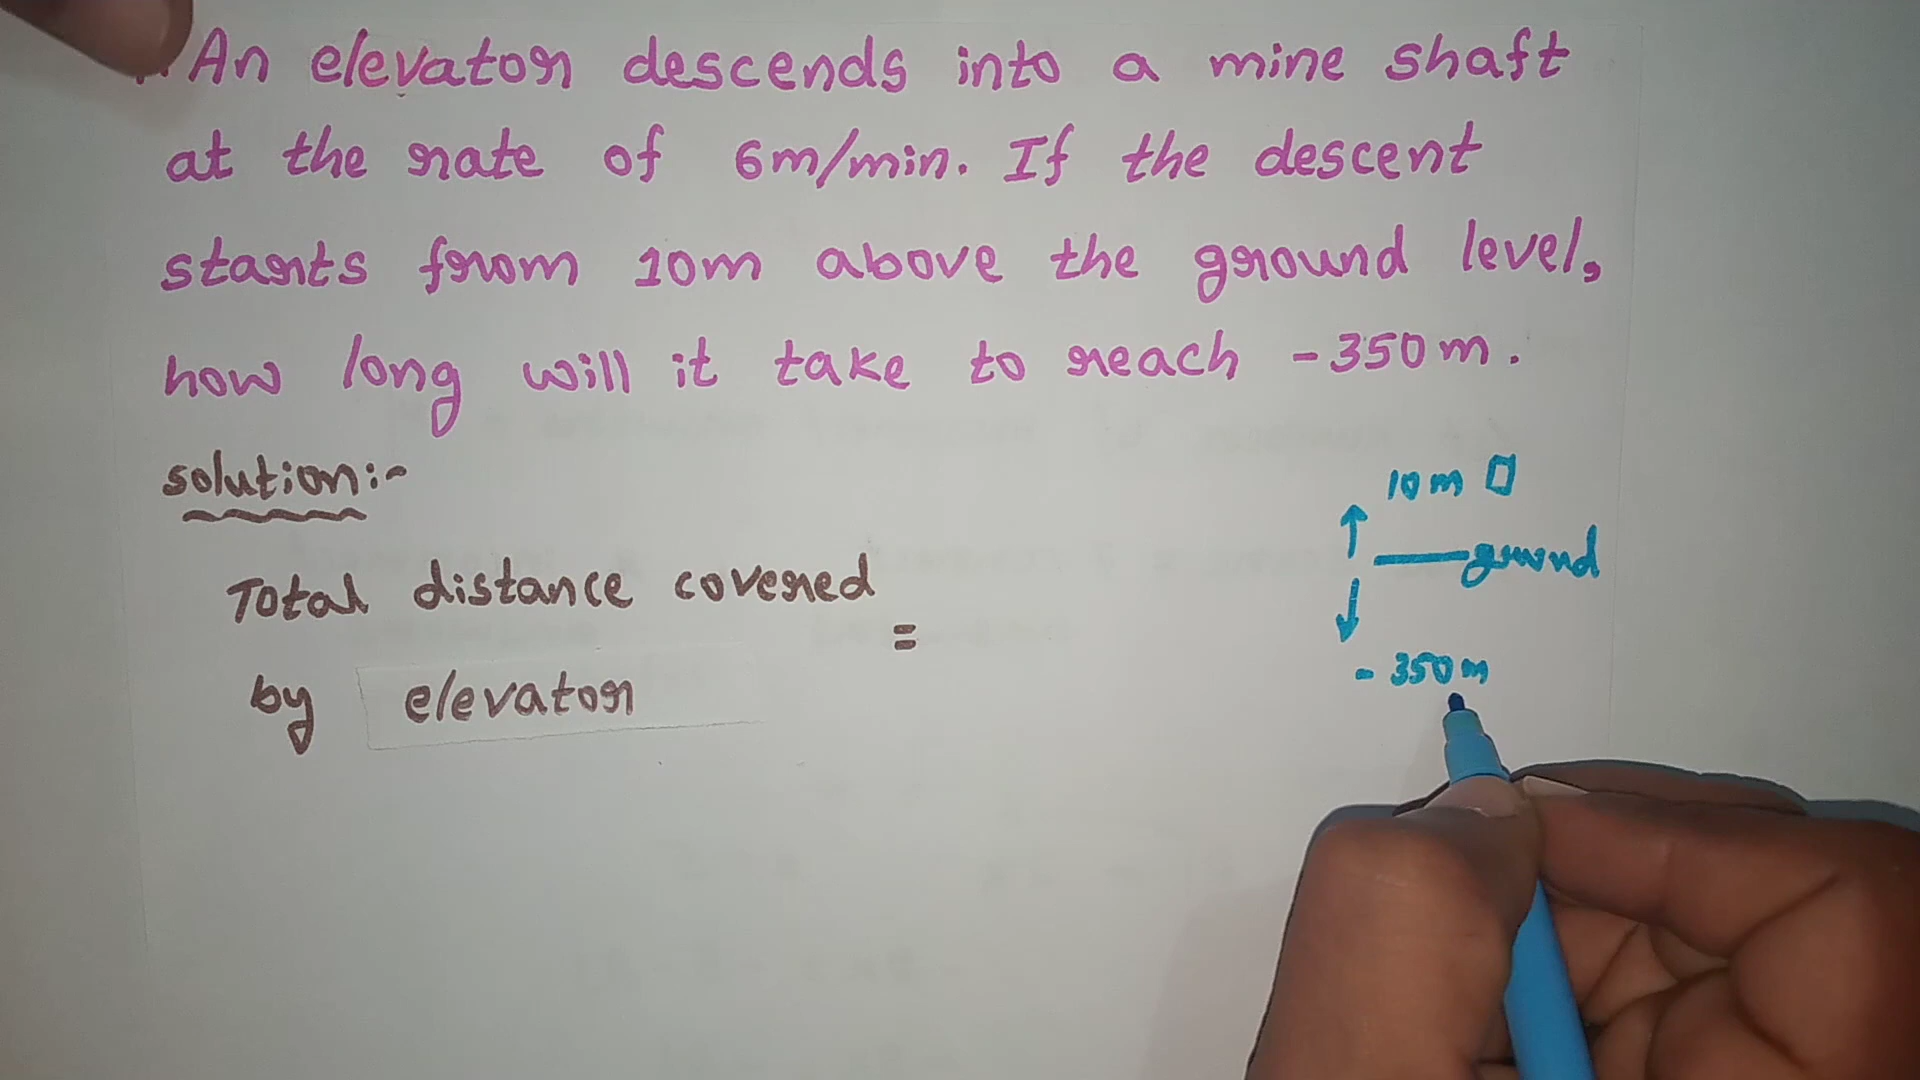 An elevator descends into a mine shaft
at the rate of 6m/min. If the descent
starts from 10m above the ground level,
how long will it take to reach -350m.
solution:-
Total distance covered
=
by elevator
10m
ground
- 350m